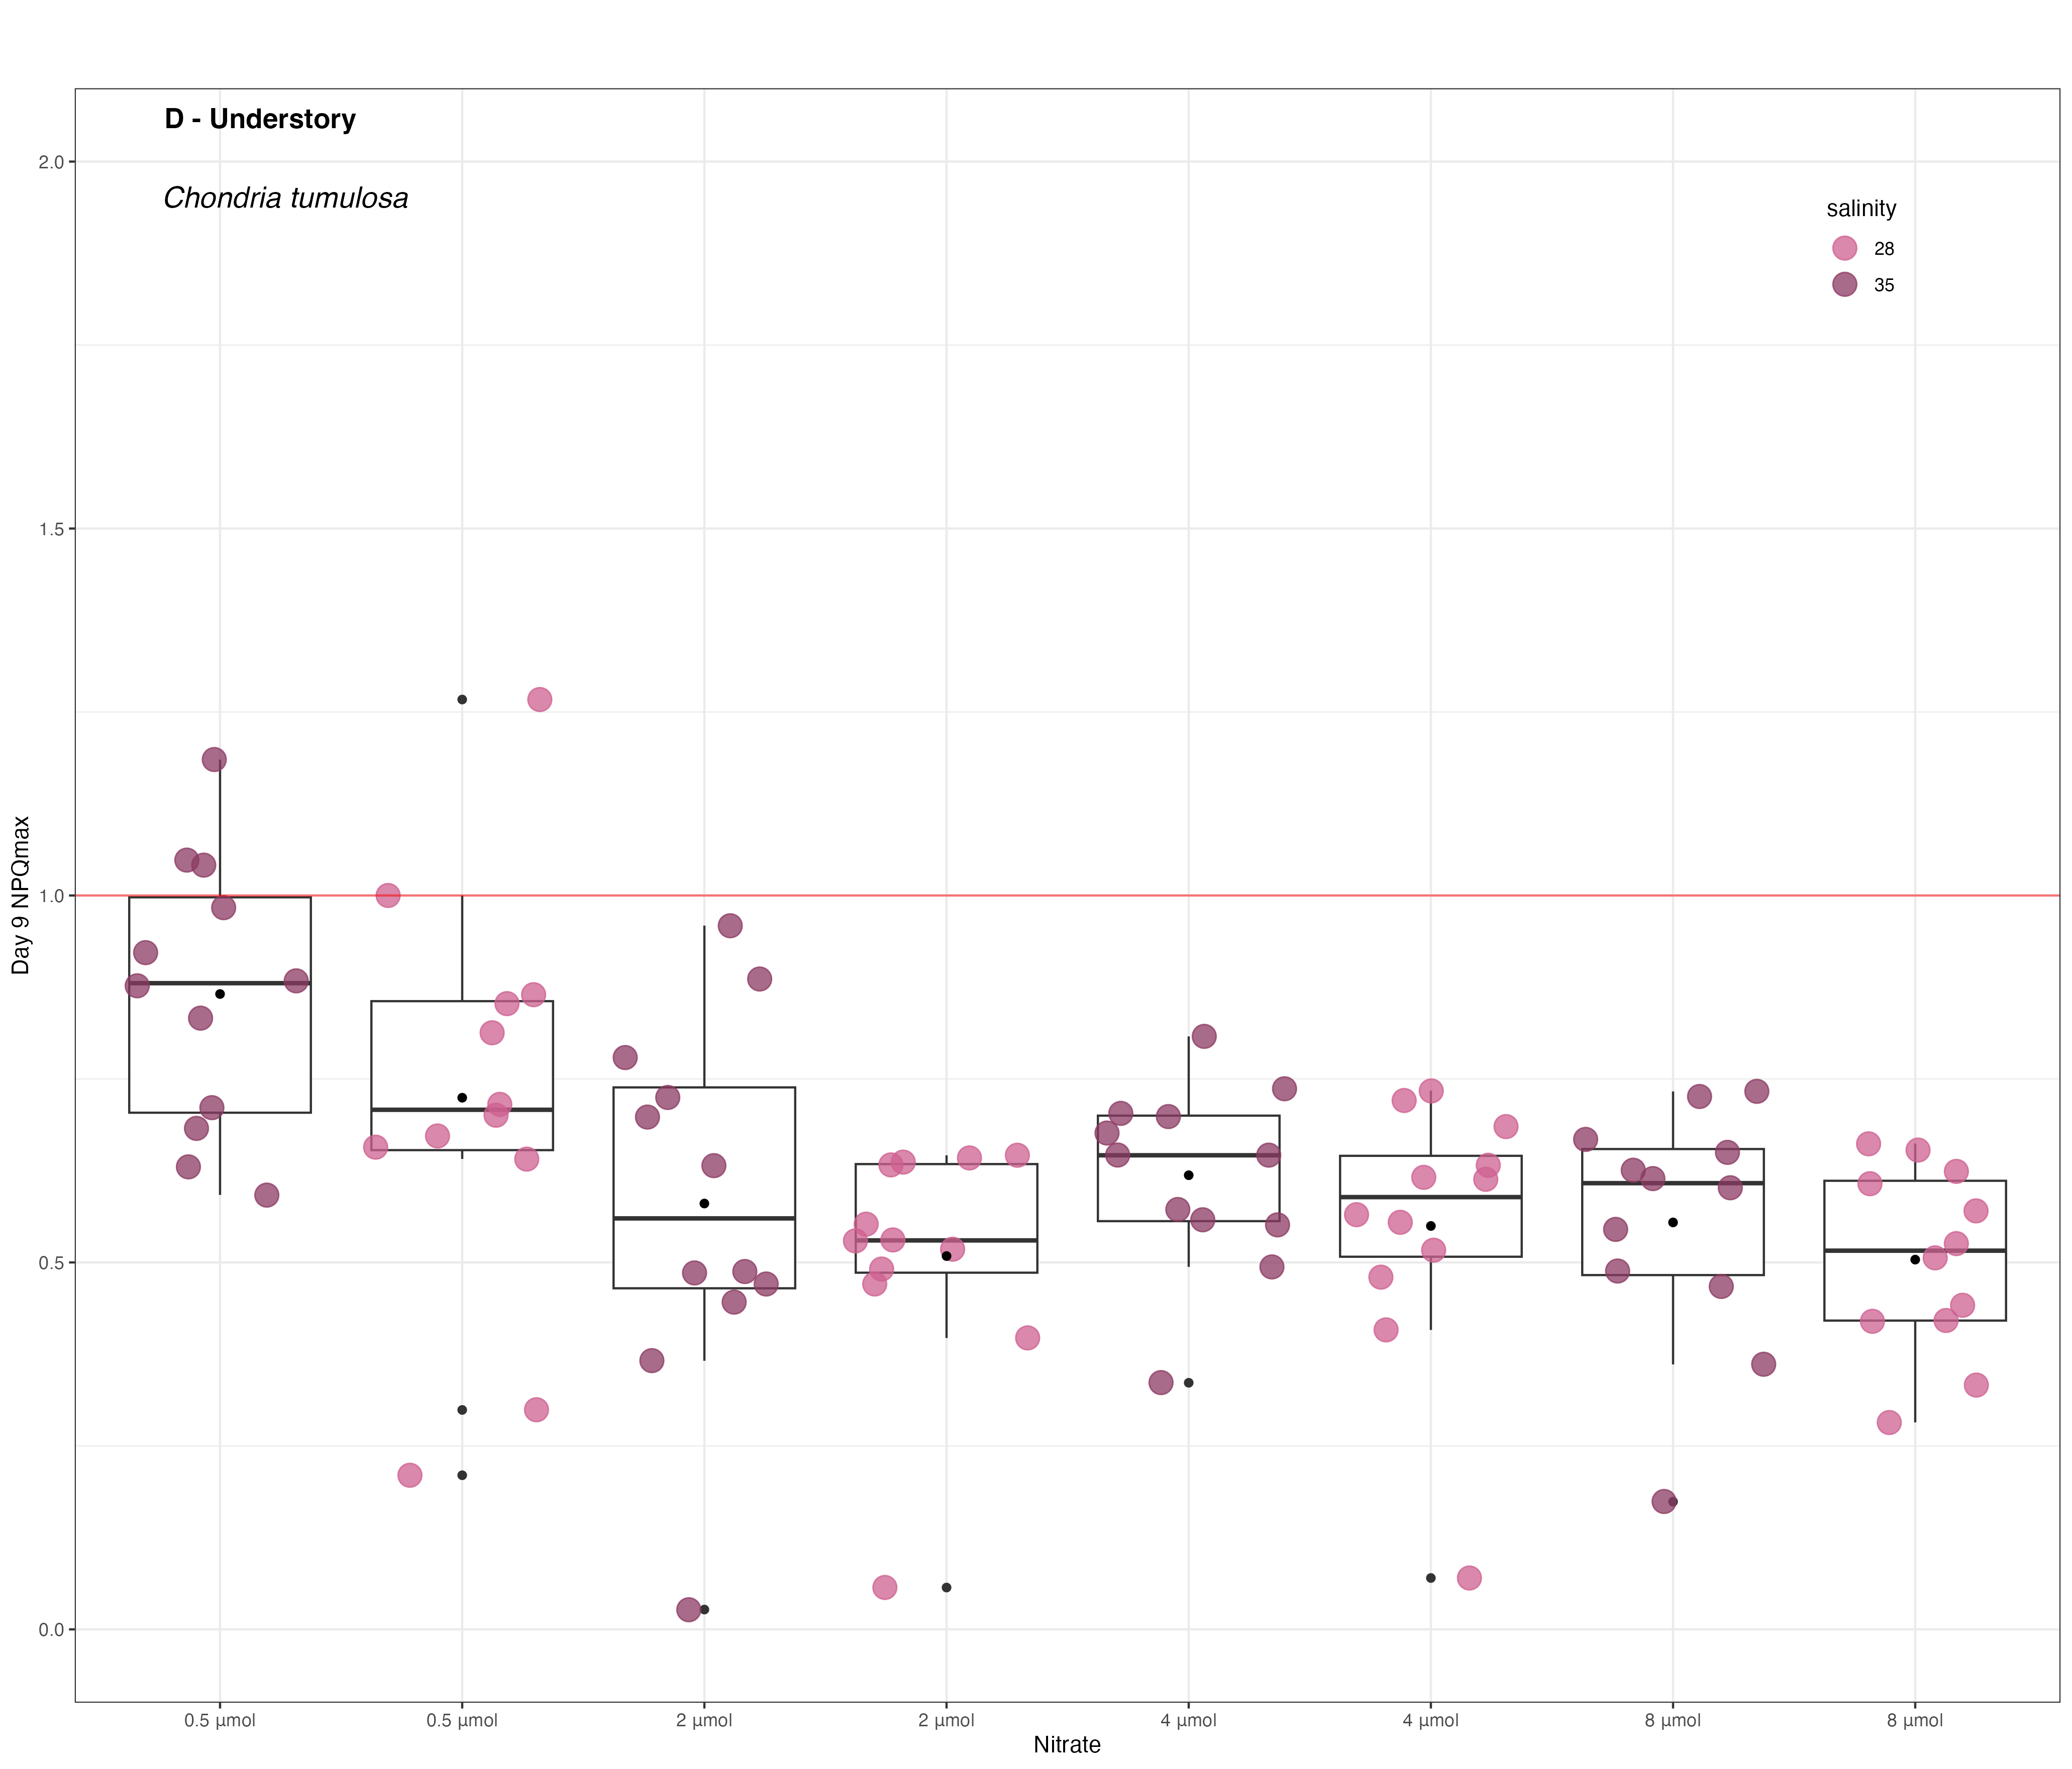 D - Understory
Chondria tumulosa
salinity
28
35
2.0
1.5
1.0
0.5
0.0
Day 9 NPQmax
0.5 µmol 0.5 µmol 2 µmol 2 µmol 4 µmol 4 µmol 8 µmol 8 µmol
Nitrate